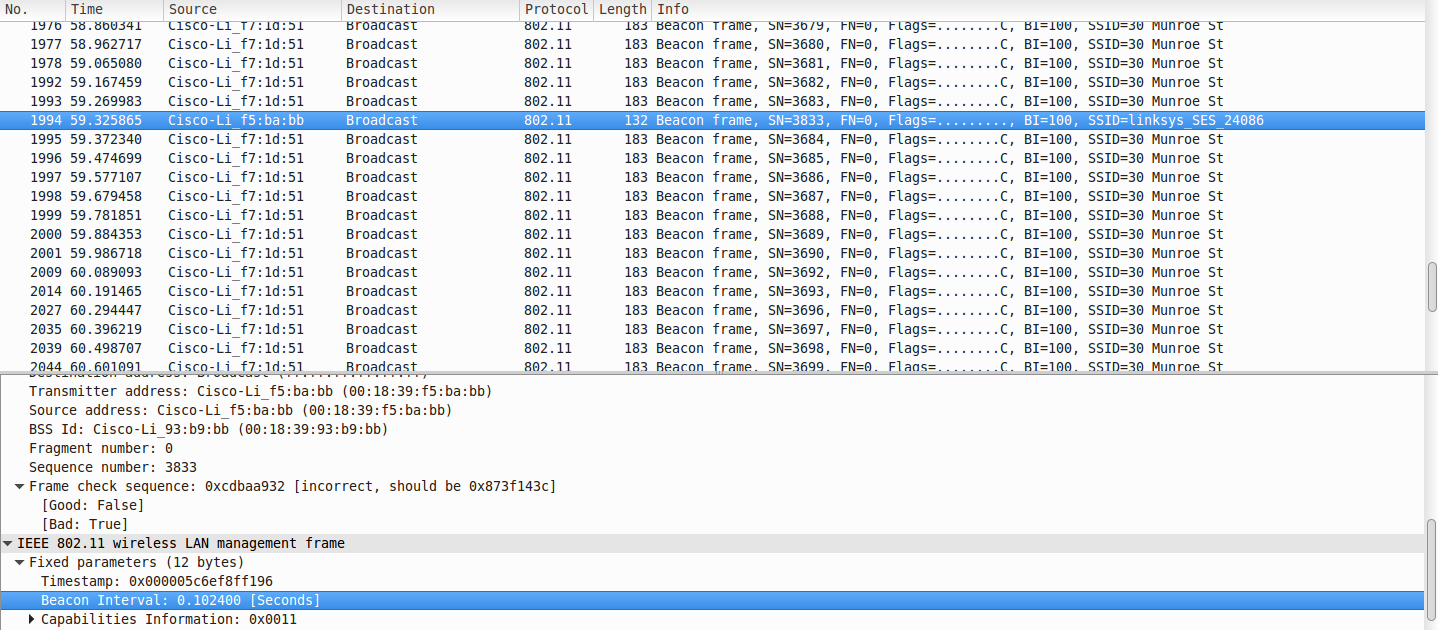 No. Time Source Destination Protocol Length Info
1976 58.860341 Cisco-Li_f7:1d:51 Broadcast 802.11 183 Beacon frame, SN=3679, FN=0, Flags=........C, BI=100, SSID=30 Munroe St
1977 58.962717 Cisco-Li_f7:1d:51 Broadcast 802.11 183 Beacon frame, SN=3680, FN=0, Flags=........C, BI=100, SSID=30 Munroe St
1978 59.065080 Cisco-Li_f7:1d:51 Broadcast 802.11 183 Beacon frame, SN=3681, FN=0, Flags=........C, BI=100, SSID=30 Munroe St
1992 59.167459 Cisco-Li_f7:1d:51 Broadcast 802.11 183 Beacon frame, SN=3682, FN=0, Flags=........C, BI=100, SSID=30 Munroe St
1993 59.269983 Cisco-Li_f7:1d:51 Broadcast 802.11 183 Beacon frame, SN=3683, FN=0, Flags=........C, BI=100, SSID=30 Munroe St
1994 59.325865 Cisco-Li_f5:ba:bb Broadcast 802.11 132 Beacon frame, SN=3833, FN=0, Flags=........., BI=100, SSID=linksys_SES_24086
1995 59.372340 Cisco-Li_f7:1d:51 Broadcast 802.11 183 Beacon frame, SN=3684, FN=0, Flags=........C, BI=100, SSID=30 Munroe St
1996 59.474699 Cisco-Li_f7:1d:51 Broadcast 802.11 183 Beacon frame, SN=3685, FN=0, Flags=........C, BI=100, SSID=30 Munroe St
1997 59.577107 Cisco-Li_f7:1d:51 Broadcast 802.11 183 Beacon frame, SN=3686, FN=0, Flags=........C, BI=100, SSID=30 Munroe St
1998 59.679458 Cisco-Li_f7:1d:51 Broadcast 802.11 183 Beacon frame, SN=3687, FN=0, Flags=........C, BI=100, SSID=30 Munroe St
1999 59.781851 Cisco-Li_f7:1d:51 Broadcast 802.11 183 Beacon frame, SN=3688, FN=0, Flags=........C, BI=100, SSID=30 Munroe St
2000 59.884353 Cisco-Li_f7:1d:51 Broadcast 802.11 183 Beacon frame, SN=3689, FN=0, Flags=........C, BI=100, SSID=30 Munroe St
2001 59.986718 Cisco-Li_f7:1d:51 Broadcast 802.11 183 Beacon frame, SN=3690, FN=0, Flags=........C, BI=100, SSID=30 Munroe St
2009 60.089093 Cisco-Li_f7:1d:51 Broadcast 802.11 183 Beacon frame, SN=3692, FN=0, Flags=........C, BI=100, SSID=30 Munroe St
2014 60.191465 Cisco-Li_f7:1d:51 Broadcast 802.11 183 Beacon frame, SN=3693, FN=0, Flags=........C, BI=100, SSID=30 Munroe St
2027 60.294447 Cisco-Li_f7:1d:51 Broadcast 802.11 183 Beacon frame, SN=3696, FN=0, Flags=........C, BI=100, SSID=30 Munroe St
2035 60.396219 Cisco-Li_f7:1d:51 Broadcast 802.11 183 Beacon frame, SN=3697, FN=0, Flags=........C, BI=100, SSID=30 Munroe St
2039 60.498707 Cisco-Li_f7:1d:51 Broadcast 802.11 183 Beacon frame, SN=3698, FN=0, Flags=........C, BI=100, SSID=30 Munroe St
2044 60.601091 Cisco-Li_f7:1d:51 Broadcast 802.11 183 Beacon frame, SN=3699, FN=0, Flags=........C, BI=100, SSID=30 Munroe St
Destination address: Broadcast
Transmitter address: Cisco-Li_f5:ba:bb (00:18:39:f5:ba:bb)
Source address: Cisco-Li_f5:ba:bb (00:18:39:f5:ba:bb)
BSS Id: Cisco-Li_93:b9:bb (00:18:39:93:b9:bb)
Fragment number: 0
Sequence number: 3833
Frame check sequence: 0xcdbaa932 [incorrect, should be 0x873f143c]
[Good: False]
[Bad: True]
IEEE 802.11 wireless LAN management frame
Fixed parameters (12 bytes)
Timestamp: 0x000005c6ef8ff196
Beacon Interval: 0.102400 [Seconds]
Capabilities Information: 0x0011